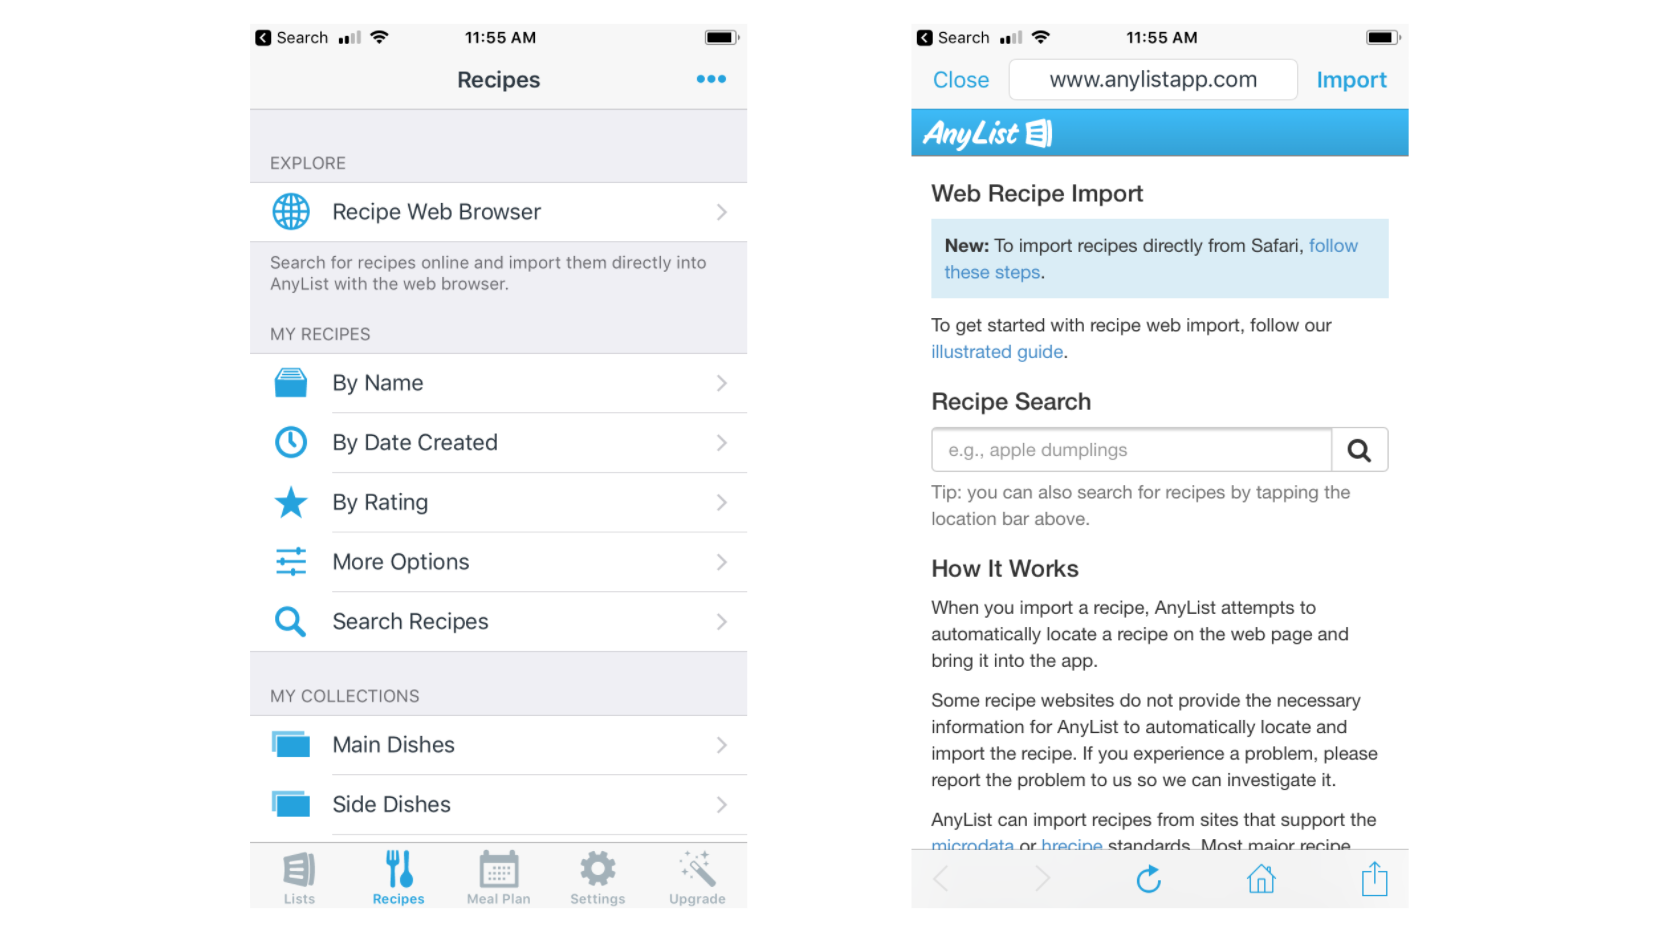 Search
11:55 AM
Recipes
EXPLORE
Recipe Web Browser
Search for recipes online and import them directly into
AnyList with the web browser.
MY RECIPES
By Name
By Date Created
By Rating
More Options
Search Recipes
MY COLLECTIONS
Main Dishes
Side Dishes
Lists
Recipes
Meal Plan
Settings
Upgrade
Search
11:55 AM
Close
www.anylistapp.com
Import
AnyList
Web Recipe Import
New: To import recipes directly from Safari, follow
these steps.
To get started with recipe web import, follow our
illustrated guide.
Recipe Search
e.g., apple dumplings
Tip: you can also search for recipes by tapping the
location bar above.
How It Works
When you import a recipe, AnyList attempts to
automatically locate a recipe on the web page and
bring it into the app.
Some recipe websites do not provide the necessary
information for AnyList to automatically locate and
import the recipe. If you experience a problem, please
report the problem to us so we can investigate it.
AnyList can import recipes from sites that support the
microdata or hrecipe standards. Most major recipe